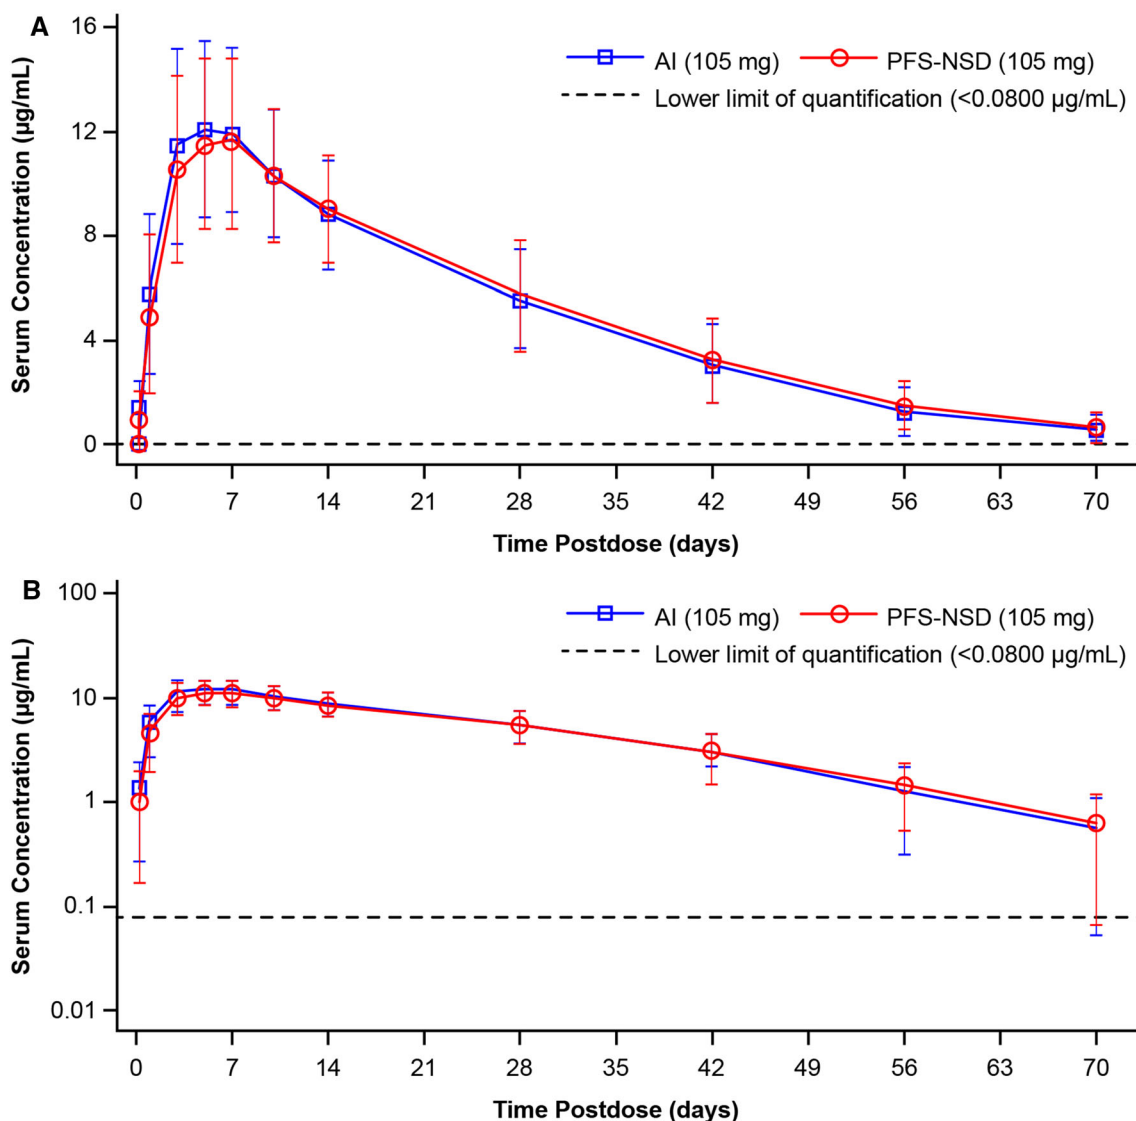 A
16
12
8
4
0
Serum Concentration (µg/mL)
AI (105 mg) PFS-NSD (105 mg)
Lower limit of quantification (<0.0800 µg/mL)
0 7 14 21 28 35 42 49 56 63 70
Time Postdose (days)
B
100
10
1
0.1
0.01
Serum Concentration (µg/mL)
AI (105 mg) PFS-NSD (105 mg)
Lower limit of quantification (<0.0800 µg/mL)
0 7 14 21 28 35 42 49 56 63 70
Time Postdose (days)